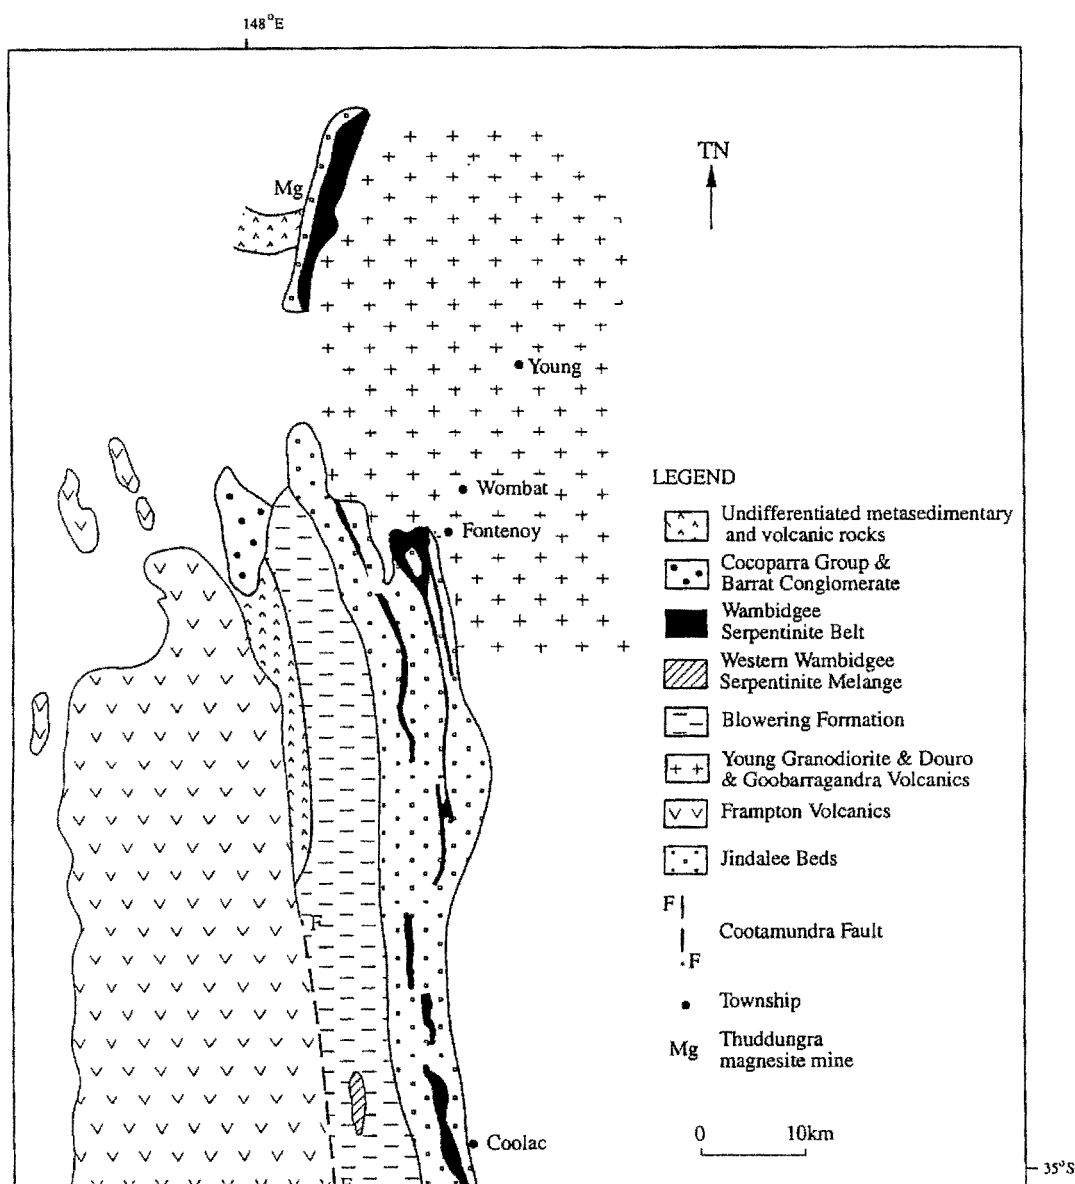 148°E
TN
Mg
Young
Wombat
Fontenoy
LEGEND
Undifferentiated metasedimentary
and volcanic rocks
Cocoparra Group &
Barrat Conglomerate
Wambidgee
Serpentinite Belt
Western Wambidgee
Serpentinite Melange
Blowering Formation
Young Granodiorite & Douro
& Goobarragandra Volcanics
Frampton Volcanics
Jindalee Beds
F
F
Cootamundra Fault
Township
Mg
Thuddungra
magnesite mine
F
0 10km
Coolac
35°S
F